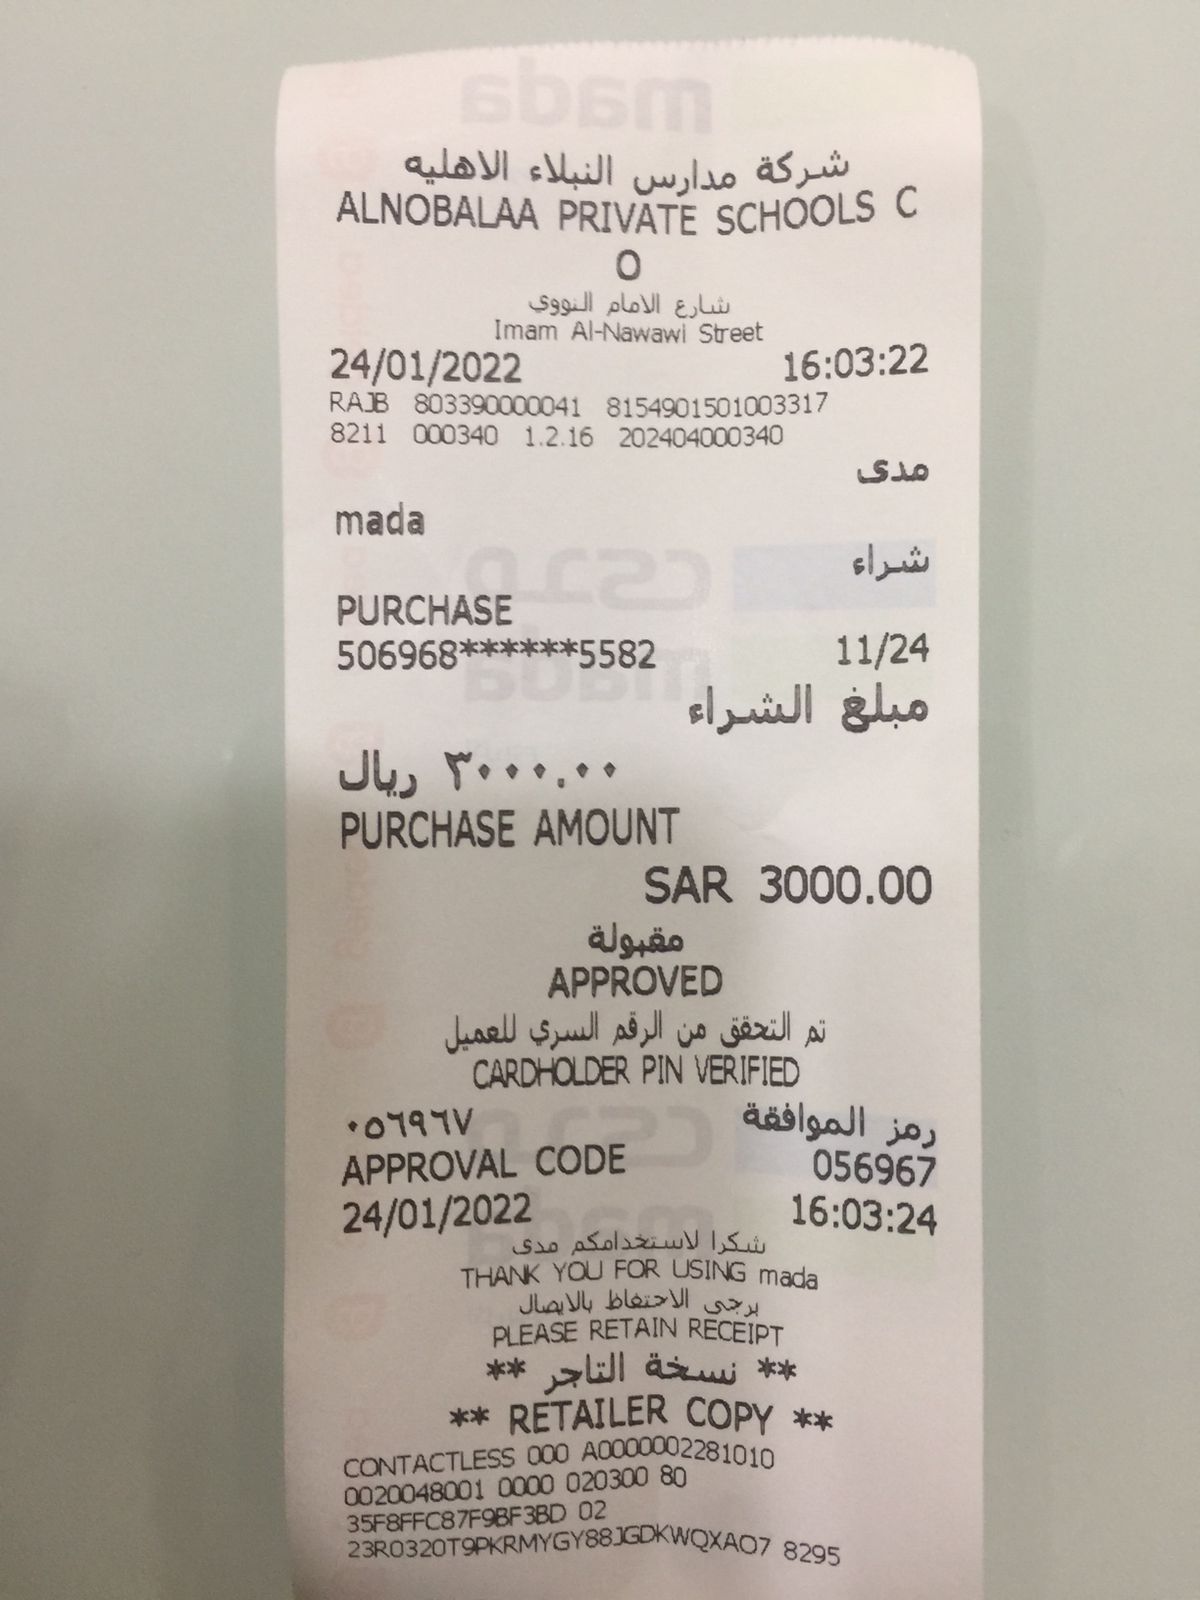 شركة مدارس النبلاء الاهليه
ALNOBALAA PRIVATE SCHOOLS C
O
شارع الامام النووي
Imam Al-Nawawi Street
24/01/2022 16:03:22
RAJB 803390000041 8154901501003317
8211 000340 1.2.16 202404000340
مدى
mada
شراء
PURCHASE
506968******5582 11/24
مبلغ الشراء
٣٠٠٠.٠٠ ريال
PURCHASE AMOUNT
SAR 3000.00
مقبولة
APPROVED
تم التحقق من الرقم السري للعميل
CARDHOLDER PIN VERIFIED
رمز الموافقة ٠٥٦٩٦٧
APPROVAL CODE 056967
24/01/2022 16:03:24
شكرا لاستخدامكم مدى
THANK YOU FOR USING mada
يرجى الاحتفاظ بالايصال
PLEASE RETAIN RECEIPT
** نسخة التاجر **
** RETAILER COPY **
CONTACTLESS 000 A0000002281010
0020048001 0000 020300 80
35F8FFC87F9BF3BD 02
23R0320T9PKRMYGY88JGDKWQXAO7 8295